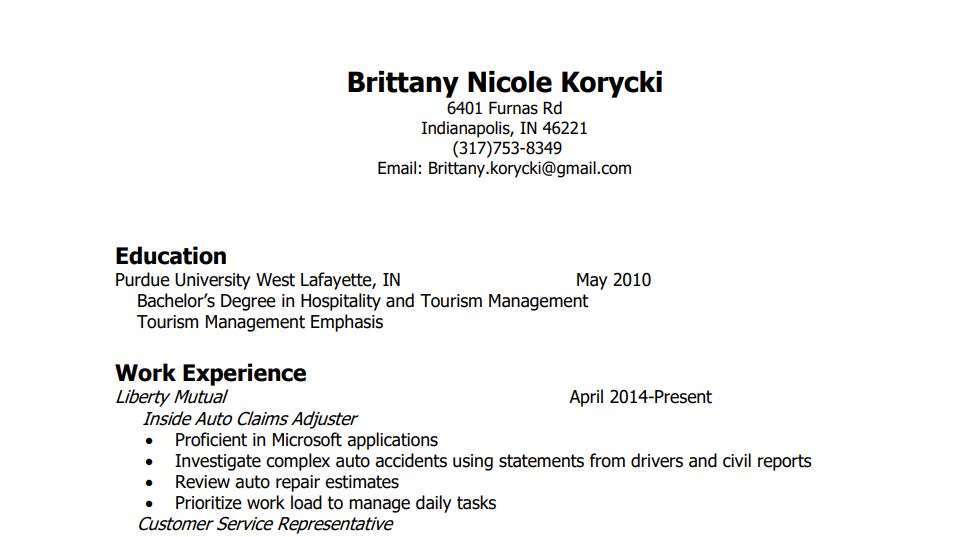 Brittany Nicole Korycki
6401 Furnas Rd
Indianapolis, IN 46221
(317)753-8349
Email: Brittany.korycki@gmail.com
Education
Purdue University West Lafayette, IN May 2010
Bachelor’s Degree in Hospitality and Tourism Management
Tourism Management Emphasis
Work Experience
Liberty Mutual April 2014-Present
Inside Auto Claims Adjuster
• Proficient in Microsoft applications
• Investigate complex auto accidents using statements from drivers and civil reports
• Review auto repair estimates
• Prioritize work load to manage daily tasks
Customer Service Representative